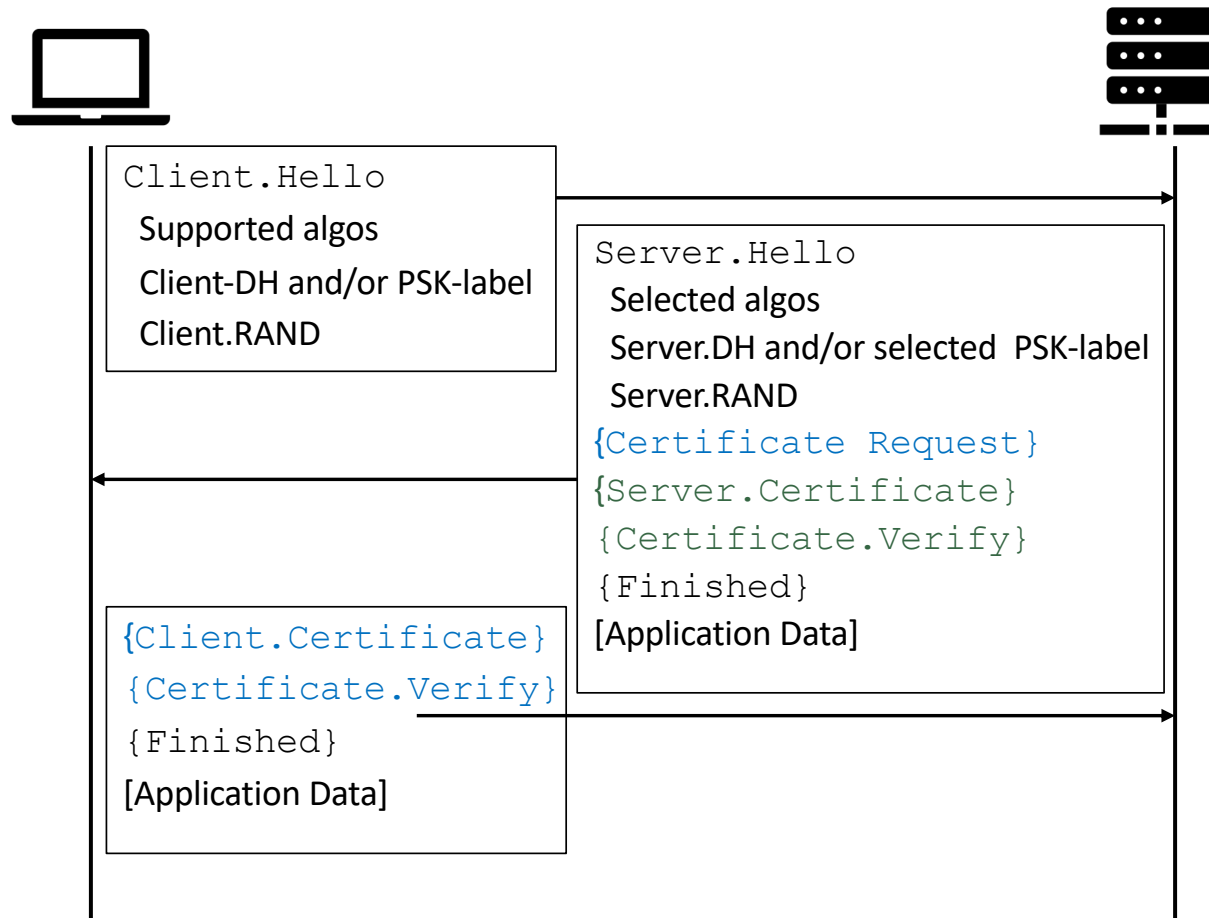 Client.Hello
Supported algos
Client-DH and/or PSK-label
Client.RAND
Server.Hello
Selected algos
Server.DH and/or selected PSK-label
Server.RAND
{Certificate Request}
{Server.Certificate}
{Certificate.Verify}
{Finished}
[Application Data]
{Client.Certificate}
{Certificate.Verify}
{Finished}
[Application Data]